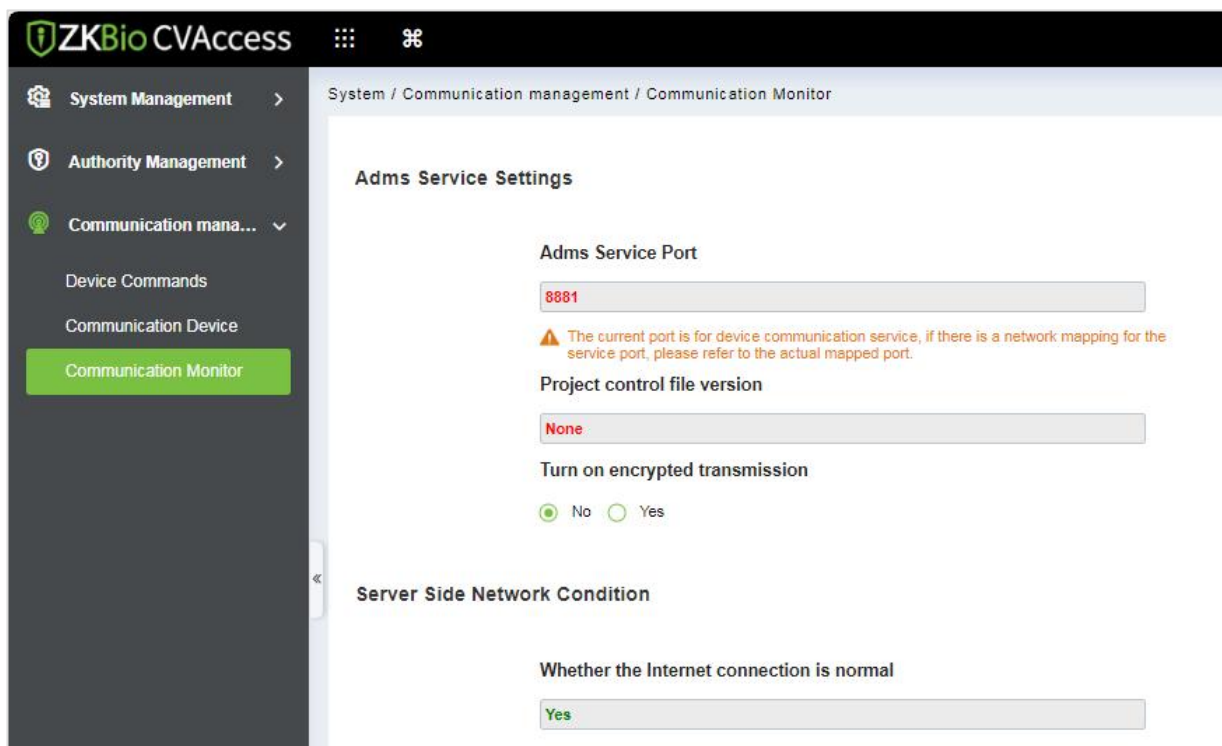 ZKBio CVAccess
System Management
Authority Management
Communication mana...
Device Commands
Communication Device
Communication Monitor
System / Communication management / Communication Monitor
Adms Service Settings
Adms Service Port
8881
The current port is for device communication service, if there is a network mapping for the
service port, please refer to the actual mapped port.
Project control file version
None
Turn on encrypted transmission
No Yes
Server Side Network Condition
Whether the Internet connection is normal
Yes